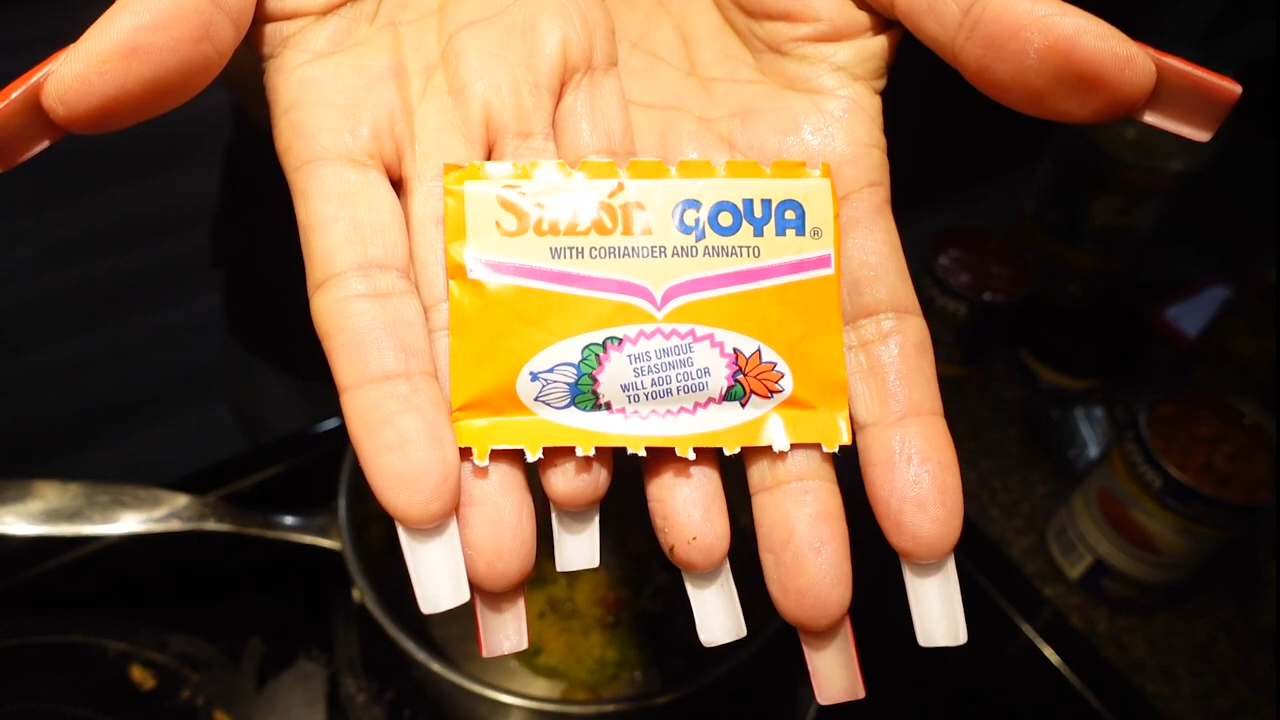 Sazón GOYA®
WITH CORIANDER AND ANNATTO
THIS UNIQUE
SEASONING
WILL ADD COLOR
TO YOUR FOOD!